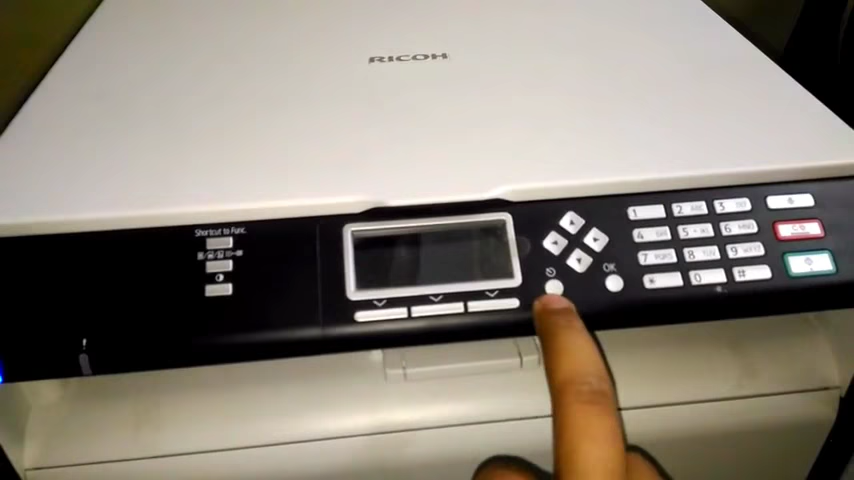 RICOH
Shortcut to Func.
OK
1
2 ABC
3 DEF
4 GHI
5 JKL
6 MNO
7 PQRS
8 TUV
9 WXYZ
0
#